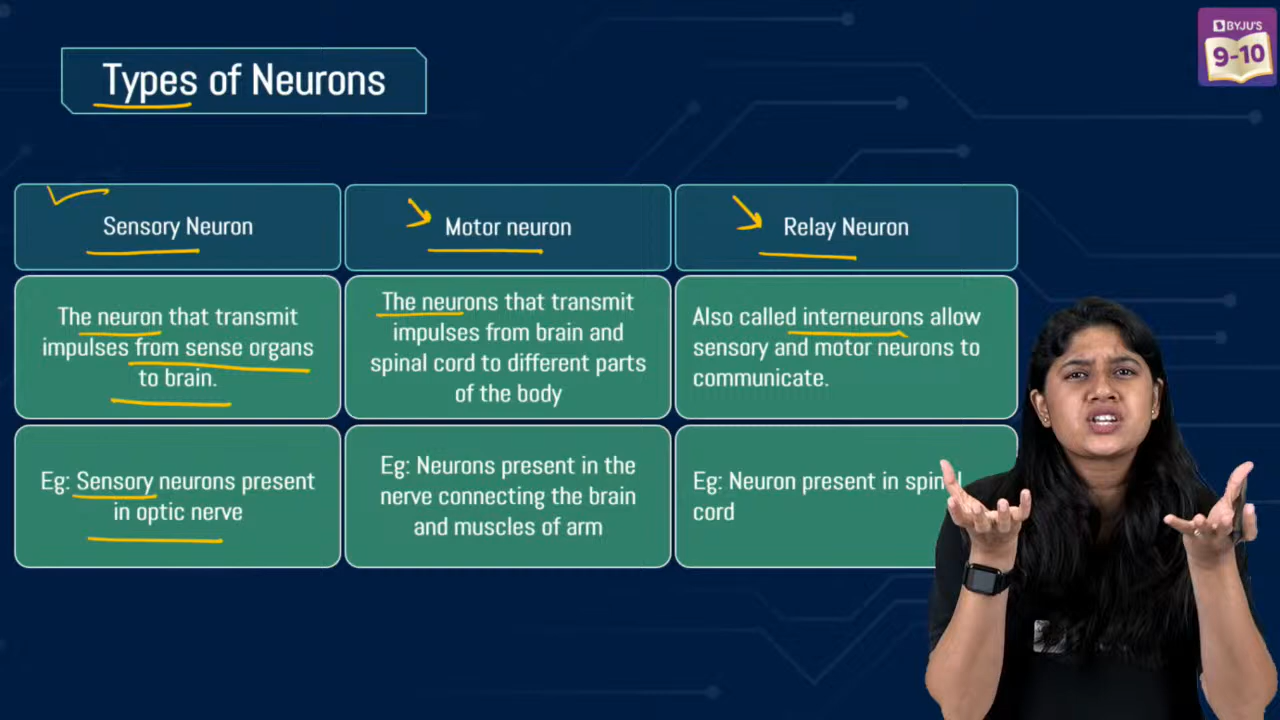 BYJU'S
9-10
Types of Neurons
Sensory Neuron
Motor neuron
Relay Neuron
The neuron that transmit
impulses from sense organs
to brain.
The neurons that transmit
impulses from brain and
spinal cord to different parts
of the body
Also called interneurons allow
sensory and motor neurons to
communicate.
Eg: Sensory neurons present
in optic nerve
Eg: Neurons present in the
nerve connecting the brain
and muscles of arm
Eg: Neuron present in
cord